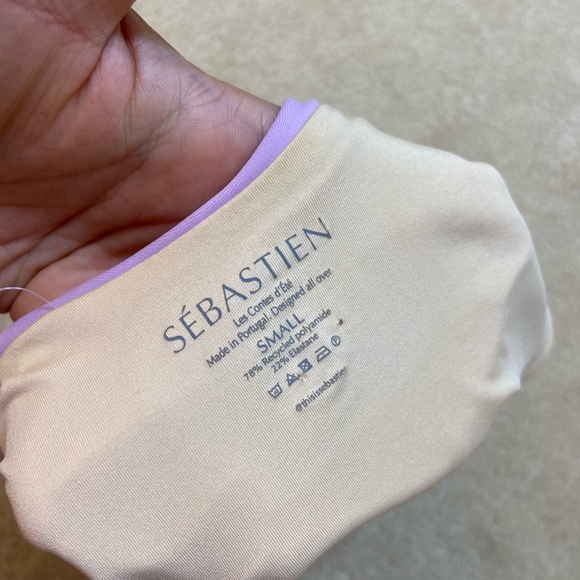 SÉBASTIEN
Les Contes d'Été
Made in Portugal. Designed all over
SMALL
78% Recycled polyamide
22% Elastane
@thisissebastien